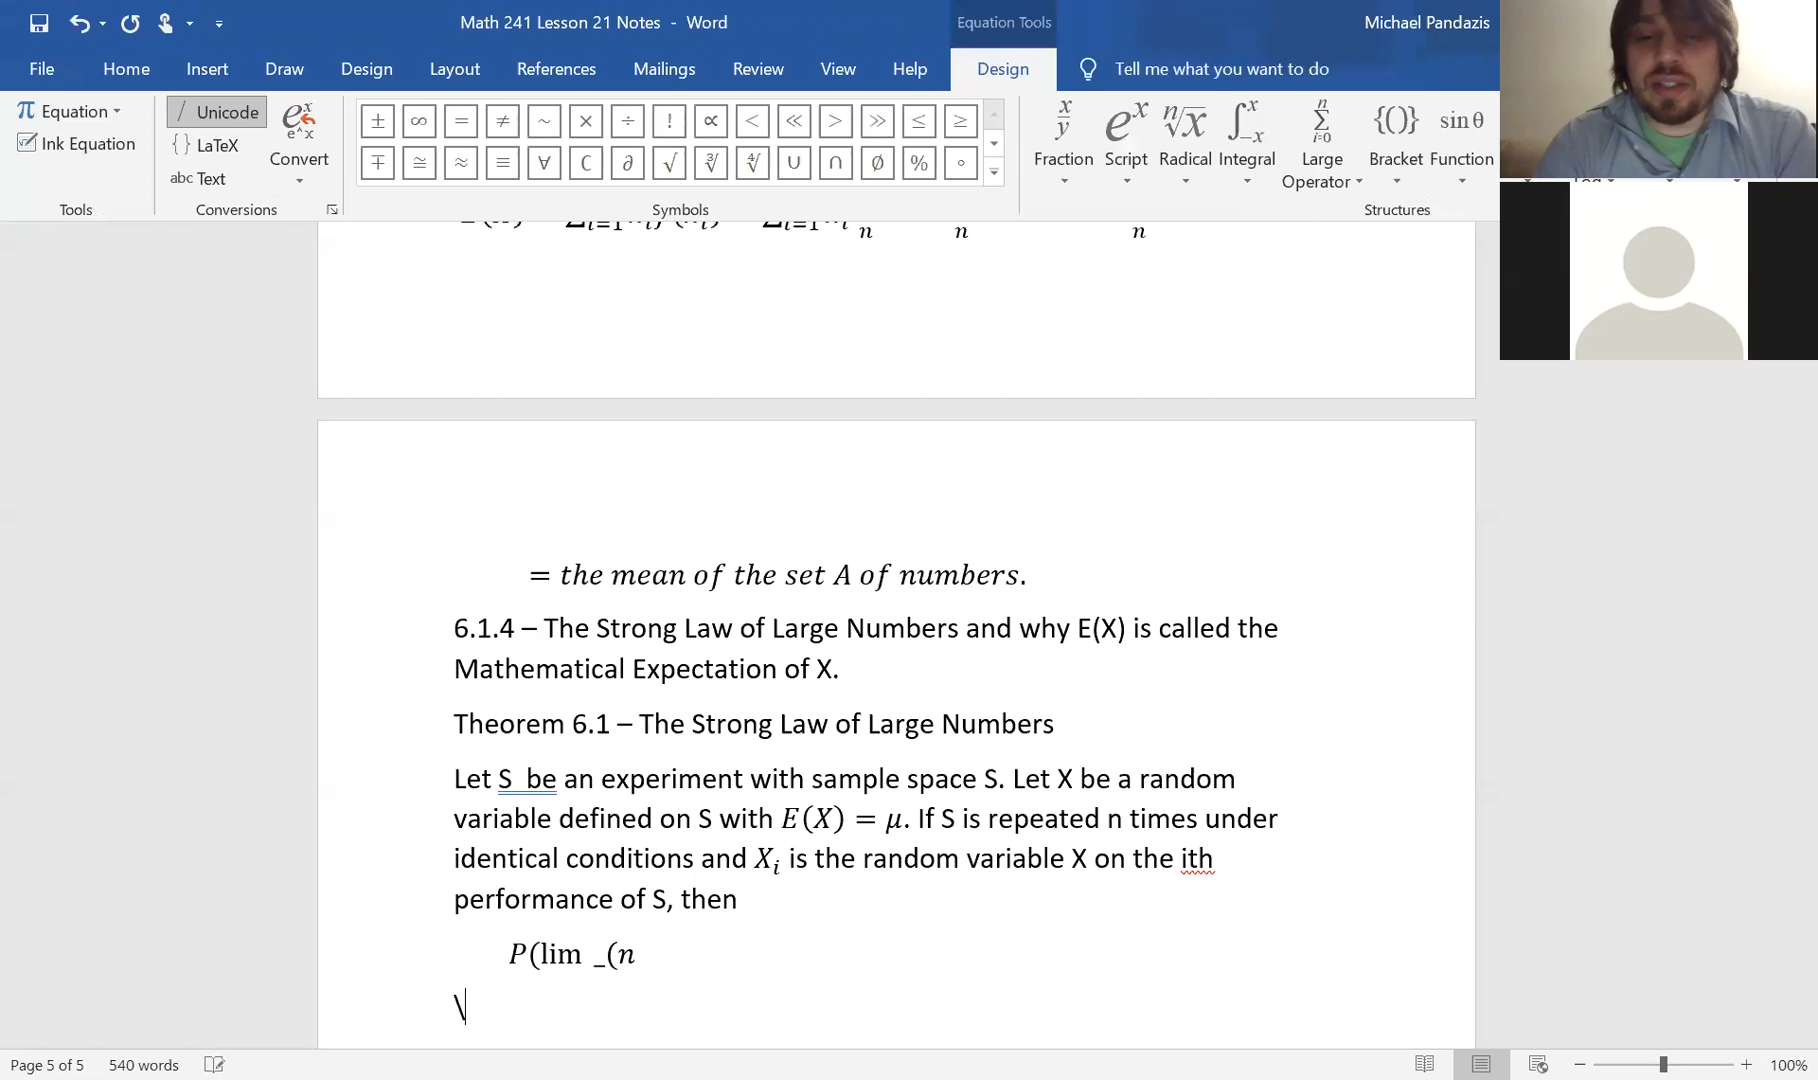 Math 241 Lesson 21 Notes - Word
Equation Tools
Michael Pandazis
File Home Insert Draw Design Layout References Mailings Review View Help Design Tell me what you want to do
π Equation
Ink Equation
Tools
/ Unicode
{} LaTeX
abc Text
e^x
Convert
Conversions
± ∞ = ≠ ~ × ÷ ! ∝ < ≪ > ≫ ≤ ≥
∓ ≅ ≈ ≡ ∀ C ∂ √ ∛ ∜ ∪ ∩ ∅ % °
Symbols
Fraction Script Radical Integral Large Operator Bracket Function
Structures
n n n
= the mean of the set A of numbers.
6.1.4 – The Strong Law of Large Numbers and why E(X) is called the
Mathematical Expectation of X.
Theorem 6.1 – The Strong Law of Large Numbers
Let S  be an experiment with sample space S. Let X be a random
variable defined on S with E(X) = μ. If S is repeated n times under
identical conditions and Xᵢ is the random variable X on the ith
performance of S, then
P(lim _(n
\
Page 5 of 5 540 words
100%